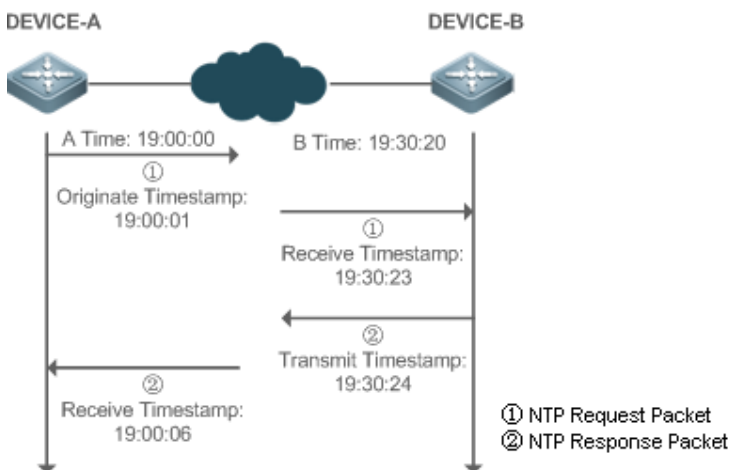 DEVICE-A
DEVICE-B
A Time: 19:00:00
B Time: 19:30:20
①
Originate Timestamp:
19:00:01
①
Receive Timestamp:
19:30:23
②
Transmit Timestamp:
19:30:24
②
Receive Timestamp:
19:00:06
① NTP Request Packet
② NTP Response Packet